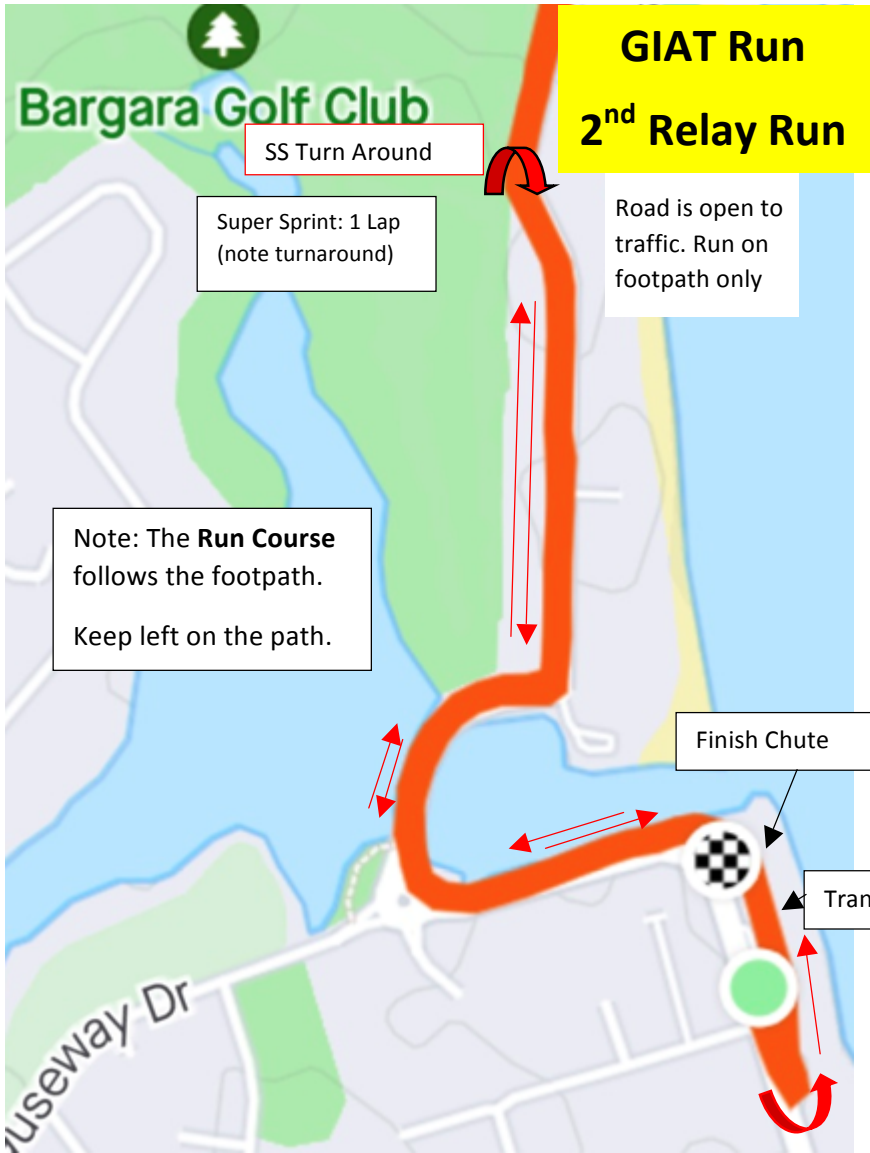 GIAT Run
2nd Relay Run
Bargara Golf Club
SS Turn Around
Super Sprint: 1 Lap
(note turnaround)
Road is open to
traffic. Run on
footpath only
Note: The Run Course
follows the footpath.
Keep left on the path.
Finish Chute
Tran
useway Dr